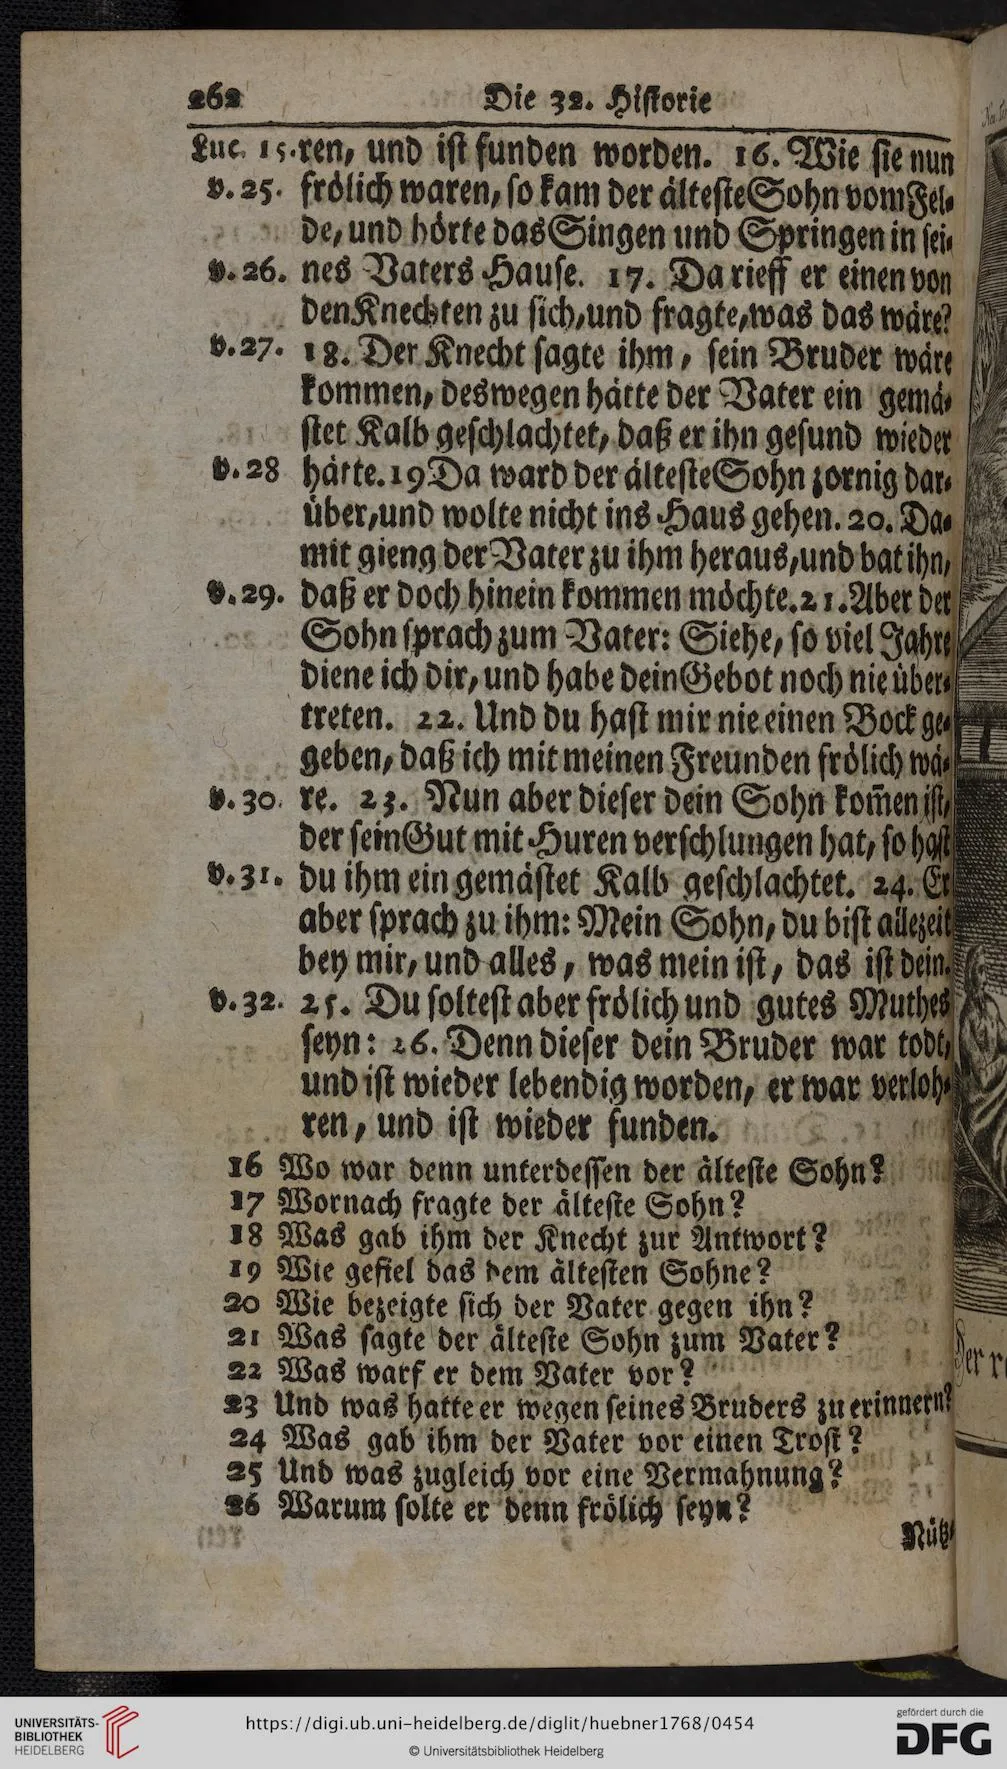 262 Die 32. Historie
Luc. 15. ren, und ist funden worden. 16. Wie sie nun
v. 25. frölich waren, so kam der älteste Sohn vom Fel-
de, und hörte das Singen und Springen in sei-
v. 26. nes Vaters Hause. 17. Da rieff er einen von
den Knechten zu sich, und fragte, was das wäre?
v. 27. 18. Der Knecht sagte ihm, sein Bruder wäre
kommen, deswegen hätte der Vater ein gemä-
stet Kalb geschlachtet, daß er ihn gesund wieder
v. 28 hätte. 19 Da ward der älteste Sohn zornig dar-
über, und wolte nicht ins Haus gehen. 20. Da-
mit gieng der Vater zu ihm heraus, und bat ihn,
v. 29. daß er doch hinein kommen möchte. 21. Aber der
Sohn sprach zum Vater: Siehe, so viel Jahre
diene ich dir, und habe dein Gebot noch nie über-
treten. 22. Und du hast mir nie einen Bock ge-
geben, daß ich mit meinen Freunden frölich wä-
v. 30. re. 23. Nun aber dieser dein Sohn kom̃en ist,
der sein Gut mit Huren verschlungen hat, so hast
v. 31. du ihm ein gemästet Kalb geschlachtet. 24. Er
aber sprach zu ihm: Mein Sohn, du bist allezeit
bey mir, und alles, was mein ist, das ist dein.
v. 32. 25. Du soltest aber frölich und gutes Muthes
seyn: 26. Denn dieser dein Bruder war todt,
und ist wieder lebendig worden, er war verloh-
ren, und ist wieder funden.
16 Wo war denn unterdessen der älteste Sohn?
17 Wornach fragte der älteste Sohn?
18 Was gab ihm der Knecht zur Antwort?
19 Wie gefiel das dem ältesten Sohne?
20 Wie bezeigte sich der Vater gegen ihn?
21 Was sagte der älteste Sohn zum Vater?
22 Was warf er dem Vater vor?
23 Und was hatte er wegen seines Bruders zu erinnern?
24 Was gab ihm der Vater vor einen Trost?
25 Und was zugleich vor eine Vermahnung?
26 Warum solte er denn frölich seyn?
Nütz-
Der r
UNIVERSITÄTS-
BIBLIOTHEK
HEIDELBERG
https://digi.ub.uni-heidelberg.de/diglit/huebner1768/0454
© Universitätsbibliothek Heidelberg
gefördert durch die
DFG